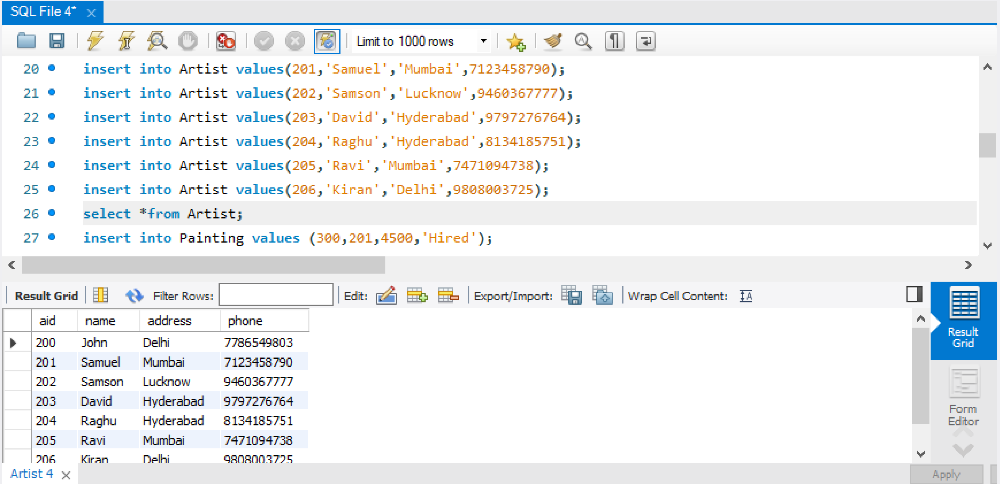 SQL File 4*
Limit to 1000 rows
20 insert into Artist values(201,'Samuel','Mumbai',7123458790);
21 insert into Artist values(202,'Samson','Lucknow',9460367777);
22 insert into Artist values(203,'David','Hyderabad',9797276764);
23 insert into Artist values(204,'Raghu','Hyderabad',8134185751);
24 insert into Artist values(205,'Ravi','Mumbai',7471094738);
25 insert into Artist values(206,'Kiran','Delhi',9808003725);
26 select *from Artist;
27 insert into Painting values (300,201,4500,'Hired');
Result Grid Filter Rows: Edit: Export/Import: Wrap Cell Content:
aid name address phone
200 John Delhi 7786549803
201 Samuel Mumbai 7123458790
202 Samson Lucknow 9460367777
203 David Hyderabad 9797276764
204 Raghu Hyderabad 8134185751
205 Ravi Mumbai 7471094738
206 Kiran Delhi 9808003725
Result
Grid
Form
Editor
Artist 4
Apply